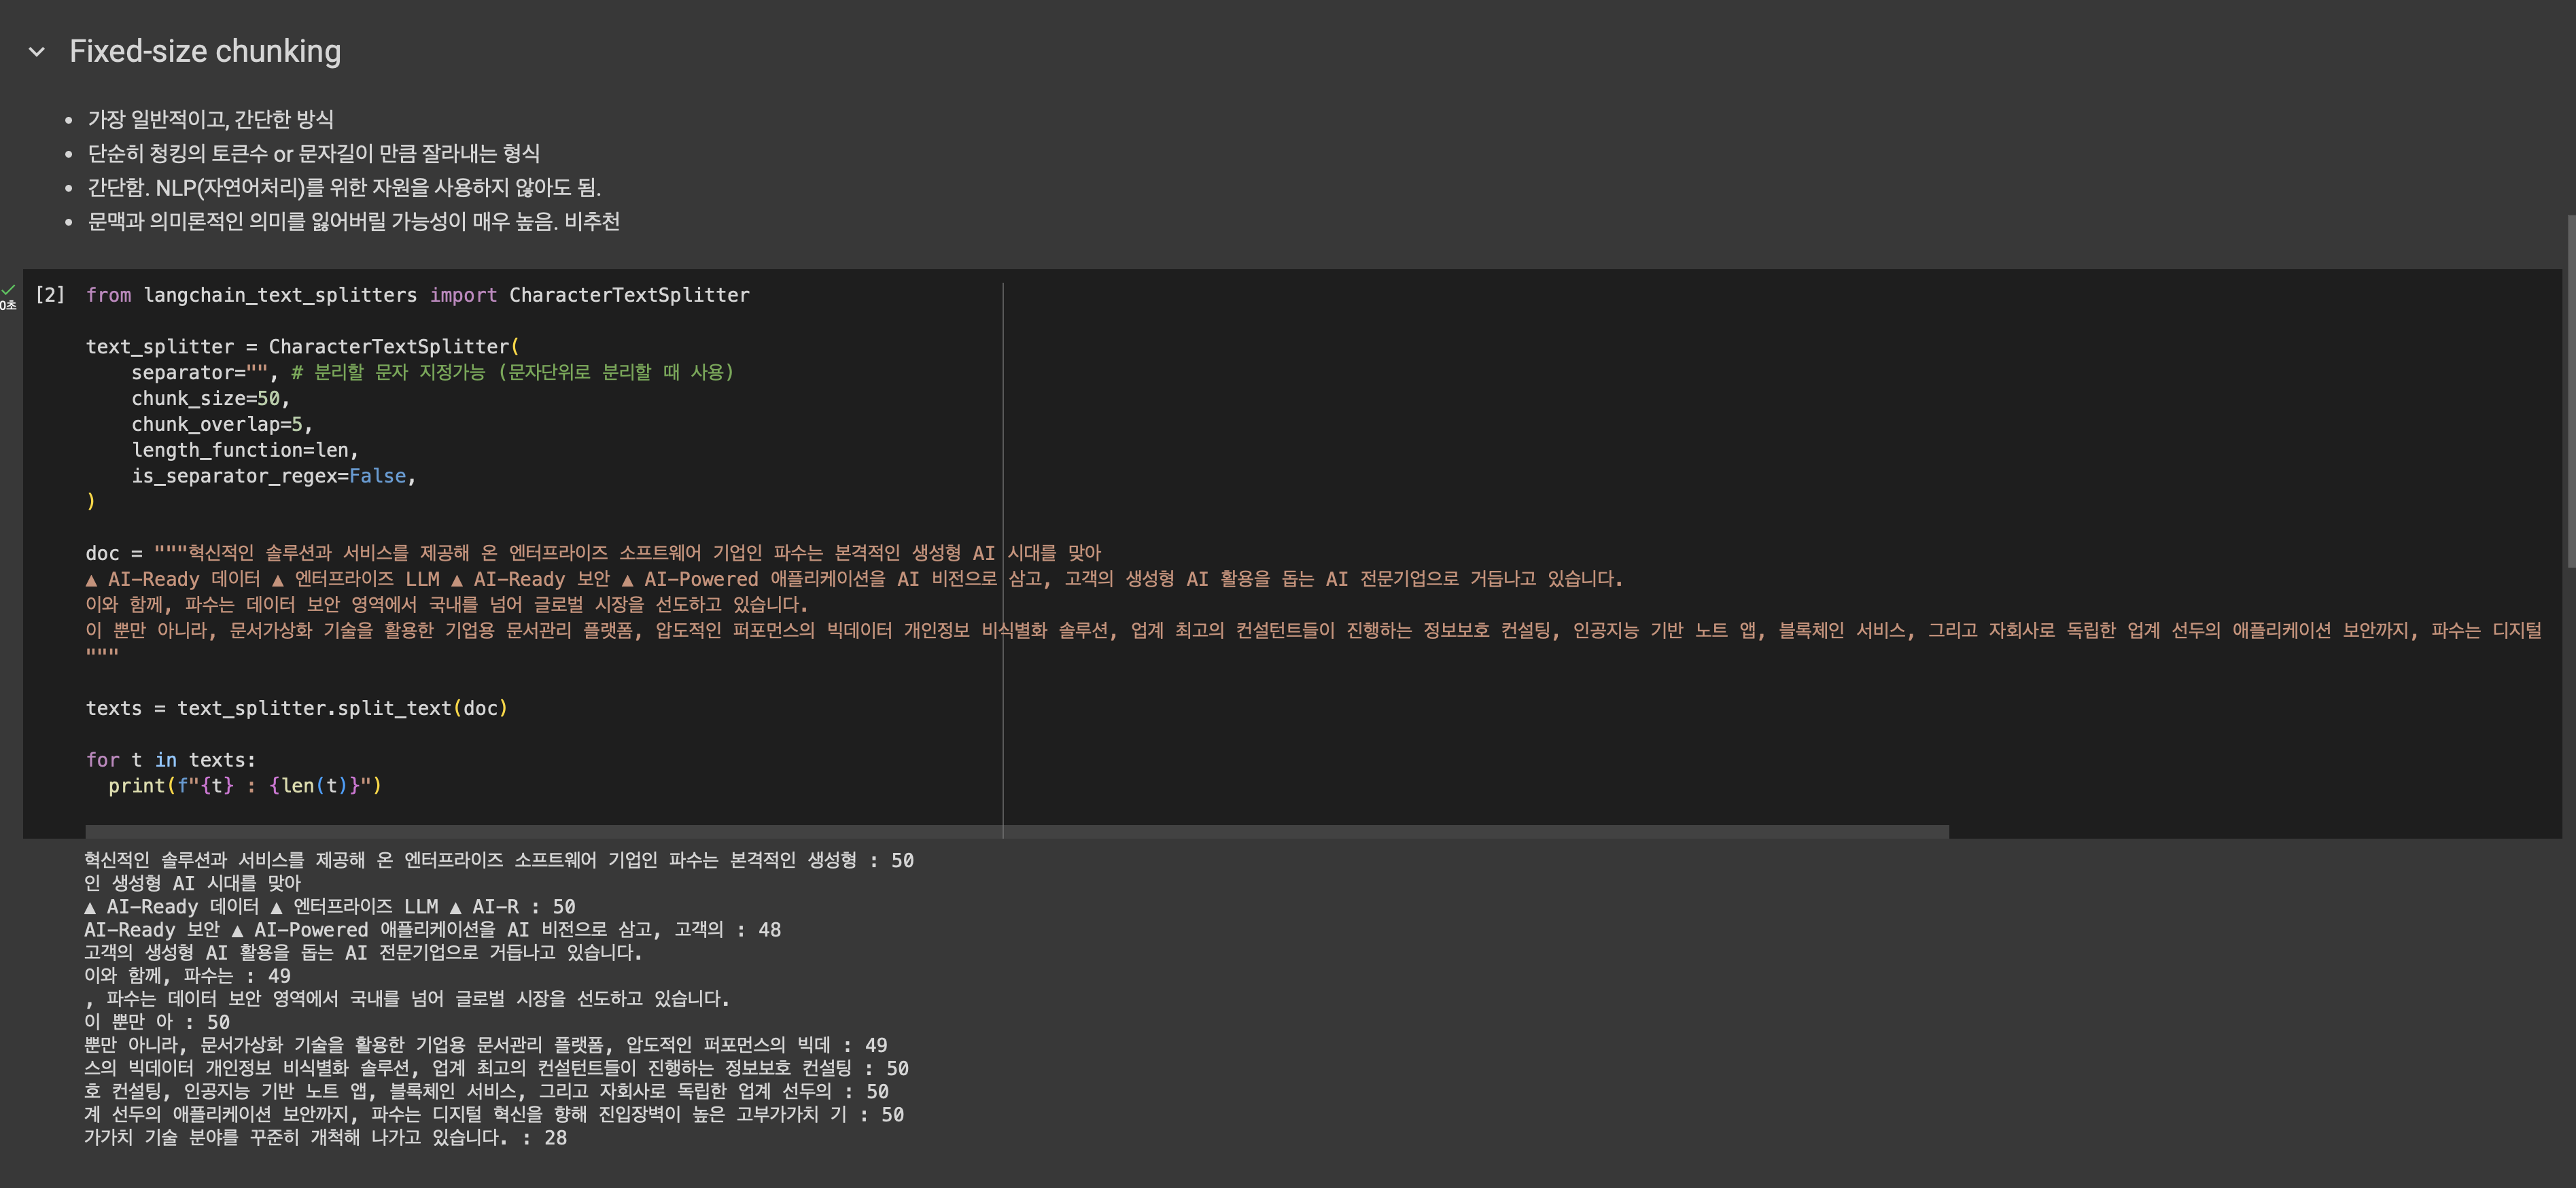 Fixed-size chunking
가장 일반적이고, 간단한 방식
단순히 청킹의 토큰수 or 문자길이 만큼 잘라내는 형식
간단함. NLP(자연어처리)를 위한 자원을 사용하지 않아도 됨.
문맥과 의미론적인 의미를 잃어버릴 가능성이 매우 높음. 비추천
0초
[2] from langchain_text_splitters import CharacterTextSplitter
text_splitter = CharacterTextSplitter(
separator="", # 분리할 문자 지정가능 (문자단위로 분리할 때 사용)
chunk_size=50,
chunk_overlap=5,
length_function=len,
is_separator_regex=False,
)
doc = """혁신적인 솔루션과 서비스를 제공해 온 엔터프라이즈 소프트웨어 기업인 파수는 본격적인 생성형 AI 시대를 맞아
▲ AI-Ready 데이터 ▲ 엔터프라이즈 LLM ▲ AI-Ready 보안 ▲ AI-Powered 애플리케이션을 AI 비전으로 삼고, 고객의 생성형 AI 활용을 돕는 AI 전문기업으로 거듭나고 있습니다.
이와 함께, 파수는 데이터 보안 영역에서 국내를 넘어 글로벌 시장을 선도하고 있습니다.
이 뿐만 아니라, 문서가상화 기술을 활용한 기업용 문서관리 플랫폼, 압도적인 퍼포먼스의 빅데이터 개인정보 비식별화 솔루션, 업계 최고의 컨설턴트들이 진행하는 정보보호 컨설팅, 인공지능 기반 노트 앱, 블록체인 서비스, 그리고 자회사로 독립한 업계 선두의 애플리케이션 보안까지, 파수는 디지털
"""
texts = text_splitter.split_text(doc)
for t in texts:
print(f"{t} : {len(t)}")
혁신적인 솔루션과 서비스를 제공해 온 엔터프라이즈 소프트웨어 기업인 파수는 본격적인 생성형 : 50
인 생성형 AI 시대를 맞아
▲ AI-Ready 데이터 ▲ 엔터프라이즈 LLM ▲ AI-R : 50
AI-Ready 보안 ▲ AI-Powered 애플리케이션을 AI 비전으로 삼고, 고객의 : 48
고객의 생성형 AI 활용을 돕는 AI 전문기업으로 거듭나고 있습니다.
이와 함께, 파수는 : 49
, 파수는 데이터 보안 영역에서 국내를 넘어 글로벌 시장을 선도하고 있습니다.
이 뿐만 아 : 50
뿐만 아니라, 문서가상화 기술을 활용한 기업용 문서관리 플랫폼, 압도적인 퍼포먼스의 빅데 : 49
스의 빅데이터 개인정보 비식별화 솔루션, 업계 최고의 컨설턴트들이 진행하는 정보보호 컨설팅 : 50
호 컨설팅, 인공지능 기반 노트 앱, 블록체인 서비스, 그리고 자회사로 독립한 업계 선두의 : 50
계 선두의 애플리케이션 보안까지, 파수는 디지털 혁신을 향해 진입장벽이 높은 고부가가치 기 : 50
가가치 기술 분야를 꾸준히 개척해 나가고 있습니다. : 28